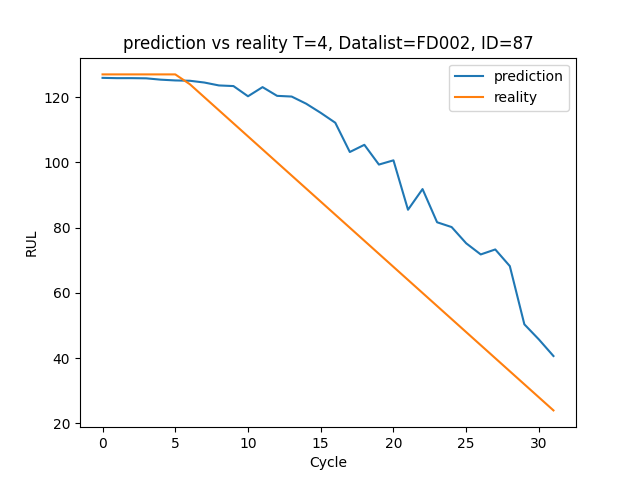 prediction vs reality T=4, Datalist=FD002, ID=87
prediction
reality
120
100
80
60
40
20
RUL
0 5 10 15 20 25 30
Cycle